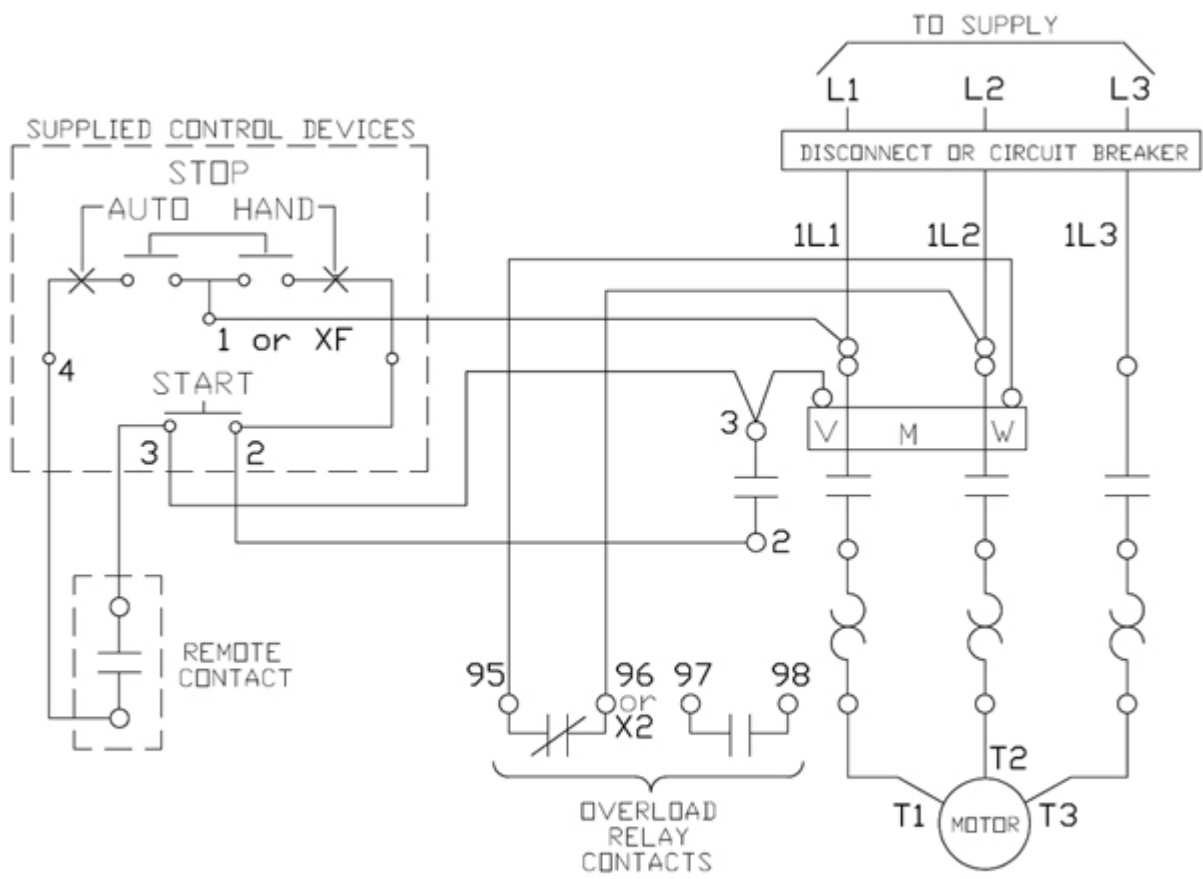 TO SUPPLY
L1 L2 L3
DISCONNECT OR CIRCUIT BREAKER
SUPPLIED CONTROL DEVICES
STOP
AUTO HAND
1L1 1L2 1L3
1 or XF
4
START
3 2
3
V M W
2
REMOTE
CONTACT
95 96 97 98
or
X2
OVERLOAD
RELAY
CONTACTS
T2
T1 MOTOR T3